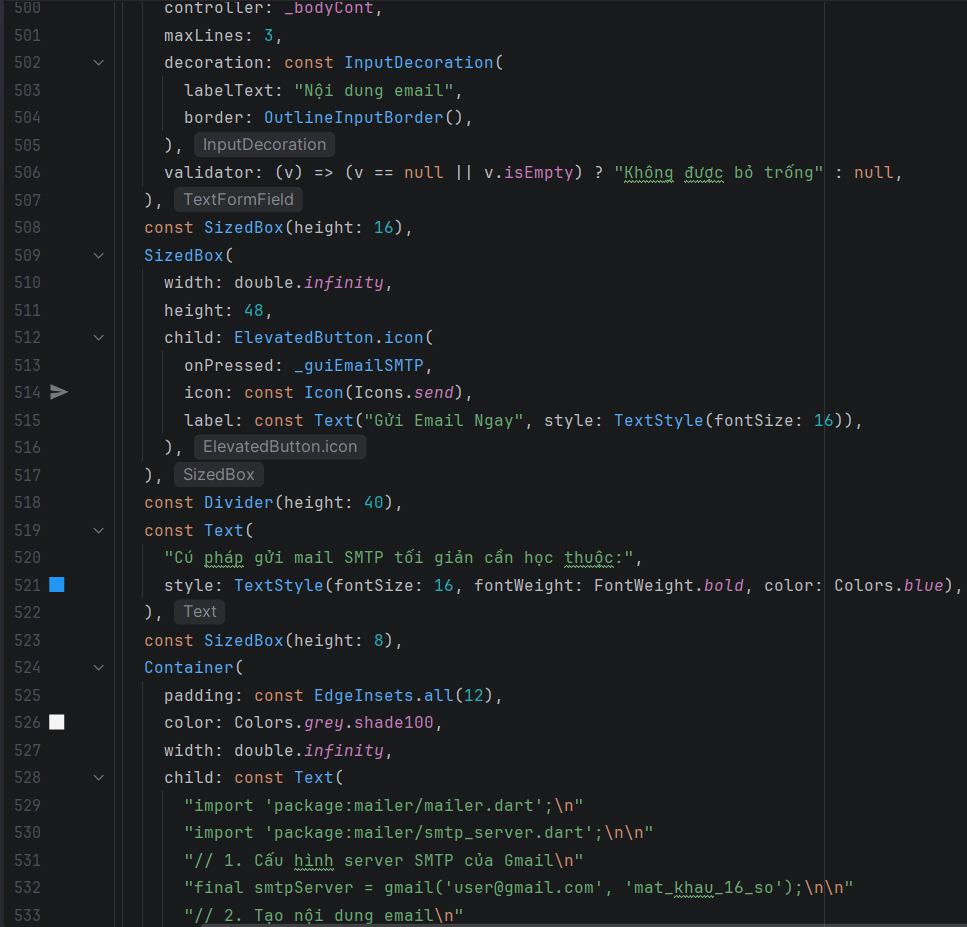 500 controller: _bodyCont,
501 maxLines: 3,
502 decoration: const InputDecoration(
503 labelText: "Nội dung email",
504 border: OutlineInputBorder(),
505 ), InputDecoration
506 validator: (v) => (v == null || v.isEmpty) ? "Không được bỏ trống" : null,
507 ), TextFormField
508 const SizedBox(height: 16),
509 SizedBox(
510 width: double.infinity,
511 height: 48,
512 child: ElevatedButton.icon(
513 onPressed: _guiEmailSMTP,
514 icon: const Icon(Icons.send),
515 label: const Text("Gửi Email Ngay", style: TextStyle(fontSize: 16)),
516 ), ElevatedButton.icon
517 ), SizedBox
518 const Divider(height: 40),
519 const Text(
520 "Cú pháp gửi mail SMTP tối giản cần học thuộc:",
521 style: TextStyle(fontSize: 16, fontWeight: FontWeight.bold, color: Colors.blue),
522 ), Text
523 const SizedBox(height: 8),
524 Container(
525 padding: const EdgeInsets.all(12),
526 color: Colors.grey.shade100,
527 width: double.infinity,
528 child: const Text(
529 "import 'package:mailer/mailer.dart';\n"
530 "import 'package:mailer/smtp_server.dart';\n\n"
531 "// 1. Cấu hình server SMTP của Gmail\n"
532 "final smtpServer = gmail('user@gmail.com', 'mat_khau_16_so');\n\n"
533 "// 2. Tạo nội dung email\n"